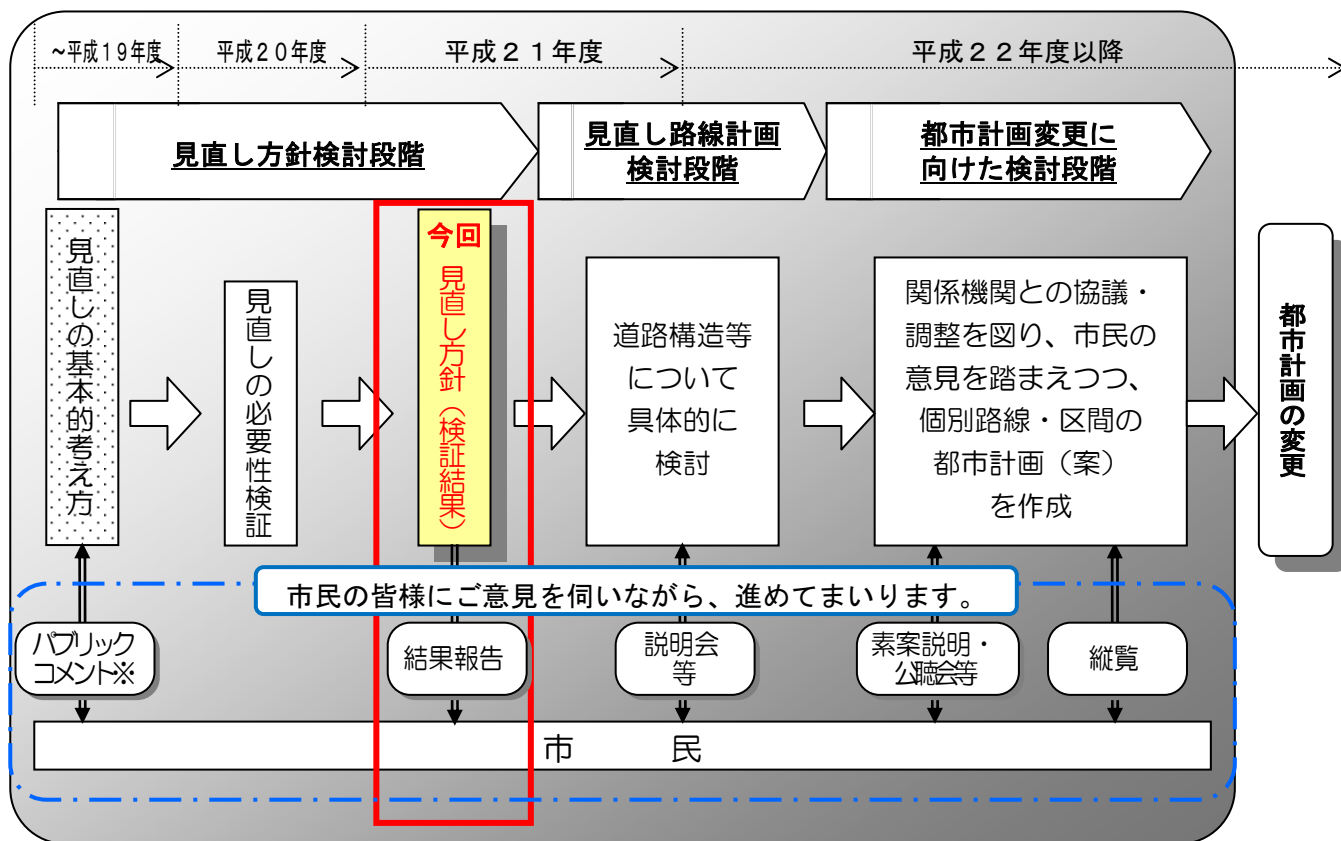 ~平成19年度
平成20年度
平成21年度
平成22年度以降
見直し方針検討段階
見直し路線計画
検討段階
都市計画変更に
向けた検討段階
見直しの基本的考え方
見直しの必要性検証
今回
見直し方針（検証結果）
道路構造等
について
具体的に
検討
関係機関との協議・
調整を図り、市民の
意見を踏まえつつ、
個別路線・区間の
都市計画（案）
を作成
都市計画の変更
市民の皆様にご意見を伺いながら、進めてまいります。
パブリック
コメント※
結果報告
説明会
等
素案説明・
公聴会等
縦覧
市　　民